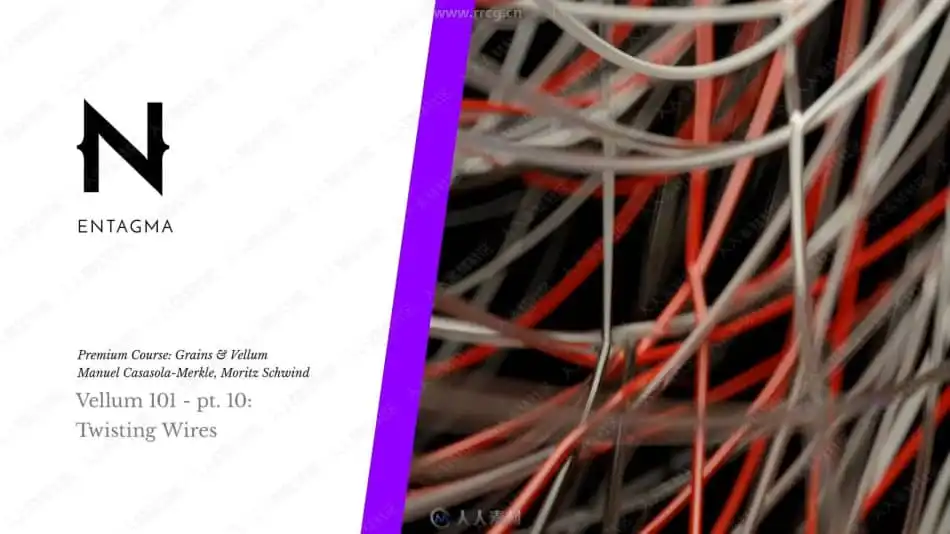 www.rrcg.cn
ENTAGMA
Premium Course: Grains & Vellum
Manuel Casasola-Merkle, Moritz Schwind
Vellum 101 - pt. 10:
Twisting Wires
人人素材